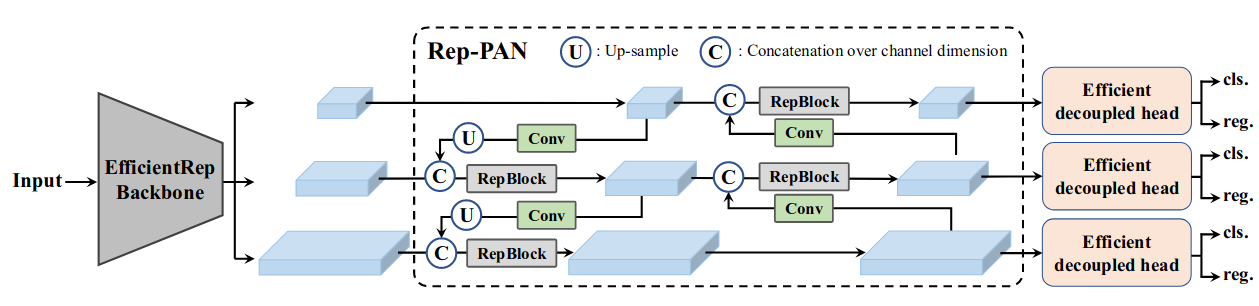 Rep-PAN
U : Up-sample
C : Concatenation over channel dimension
Input
EfficientRep
Backbone
C
RepBlock
Efficient
decoupled head
cls.
reg.
U
Conv
Conv
C
RepBlock
C
RepBlock
Efficient
decoupled head
cls.
reg.
U
Conv
Conv
C
RepBlock
Efficient
decoupled head
cls.
reg.